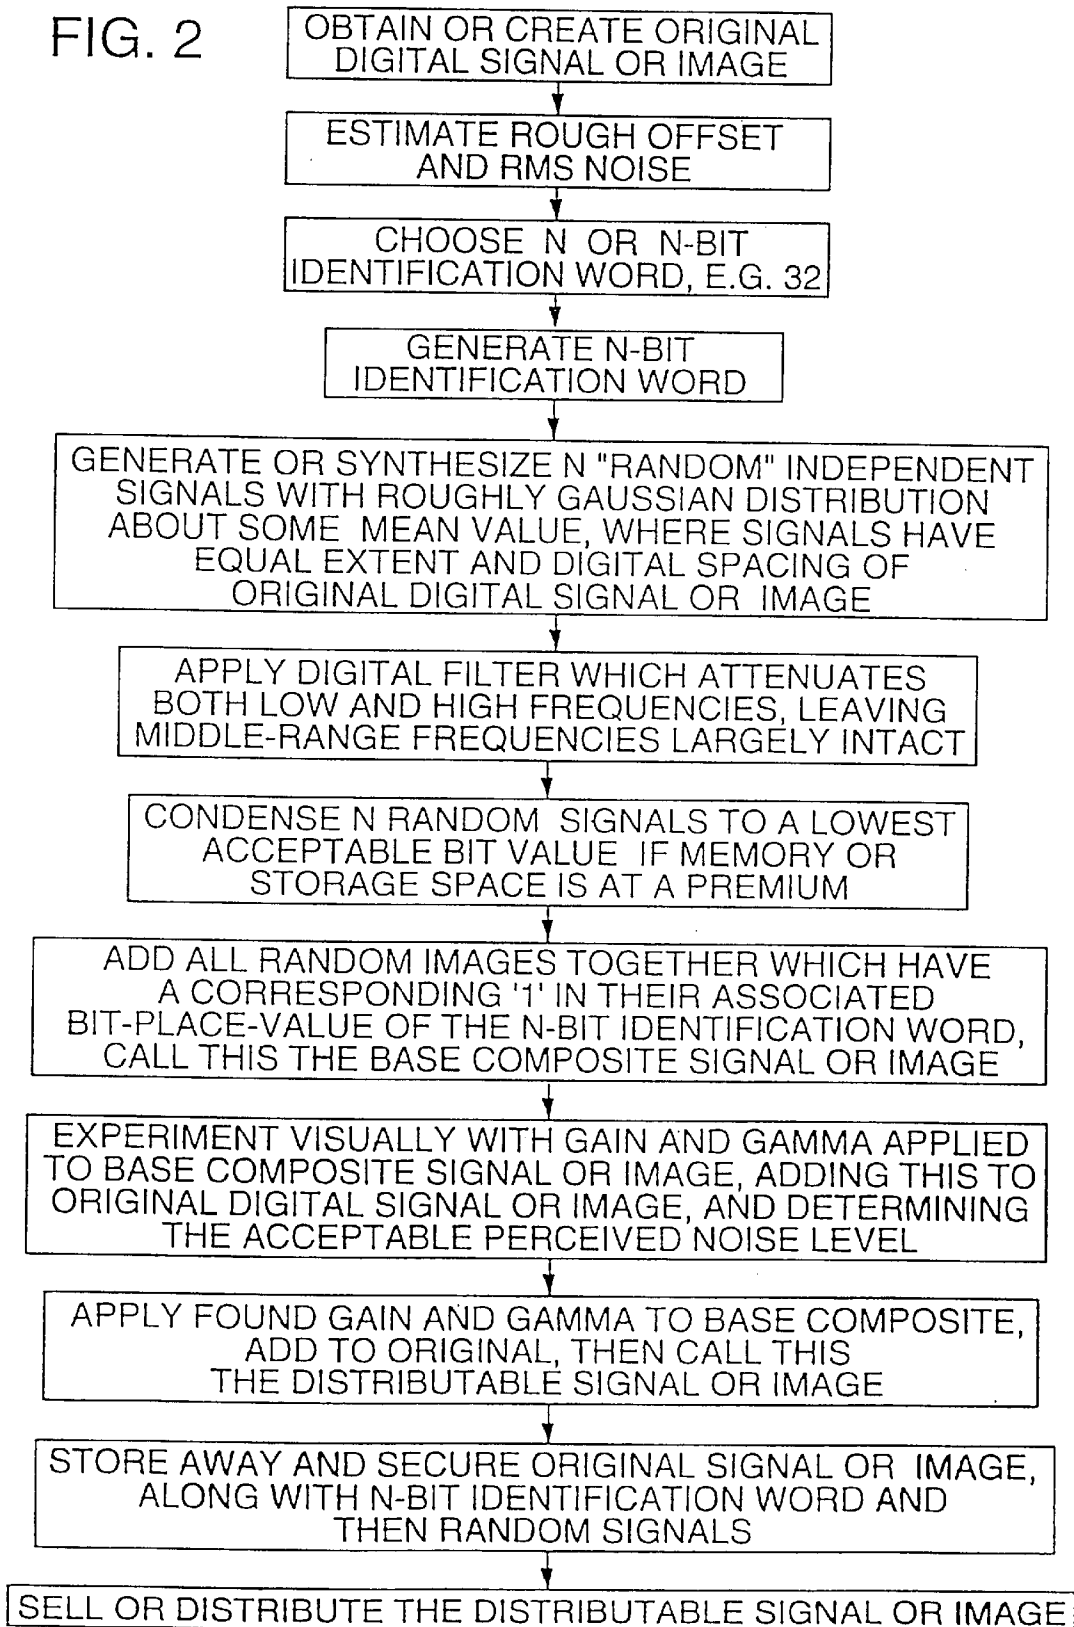 FIG. 2
OBTAIN OR CREATE ORIGINAL
DIGITAL SIGNAL OR IMAGE
ESTIMATE ROUGH OFFSET
AND RMS NOISE
CHOOSE N OR N-BIT
IDENTIFICATION WORD, E.G. 32
GENERATE N-BIT
IDENTIFICATION WORD
GENERATE OR SYNTHESIZE N "RANDOM" INDEPENDENT
SIGNALS WITH ROUGHLY GAUSSIAN DISTRIBUTION
ABOUT SOME MEAN VALUE, WHERE SIGNALS HAVE
EQUAL EXTENT AND DIGITAL SPACING OF
ORIGINAL DIGITAL SIGNAL OR IMAGE
APPLY DIGITAL FILTER WHICH ATTENUATES
BOTH LOW AND HIGH FREQUENCIES, LEAVING
MIDDLE-RANGE FREQUENCIES LARGELY INTACT
CONDENSE N RANDOM SIGNALS TO A LOWEST
ACCEPTABLE BIT VALUE IF MEMORY OR
STORAGE SPACE IS AT A PREMIUM
ADD ALL RANDOM IMAGES TOGETHER WHICH HAVE
A CORRESPONDING '1' IN THEIR ASSOCIATED
BIT-PLACE-VALUE OF THE N-BIT IDENTIFICATION WORD,
CALL THIS THE BASE COMPOSITE SIGNAL OR IMAGE
EXPERIMENT VISUALLY WITH GAIN AND GAMMA APPLIED
TO BASE COMPOSITE SIGNAL OR IMAGE, ADDING THIS TO
ORIGINAL DIGITAL SIGNAL OR IMAGE, AND DETERMINING
THE ACCEPTABLE PERCEIVED NOISE LEVEL
APPLY FOUND GAIN AND GAMMA TO BASE COMPOSITE,
ADD TO ORIGINAL, THEN CALL THIS
THE DISTRIBUTABLE SIGNAL OR IMAGE
STORE AWAY AND SECURE ORIGINAL SIGNAL OR IMAGE,
ALONG WITH N-BIT IDENTIFICATION WORD AND
THEN RANDOM SIGNALS
SELL OR DISTRIBUTE THE DISTRIBUTABLE SIGNAL OR IMAGE